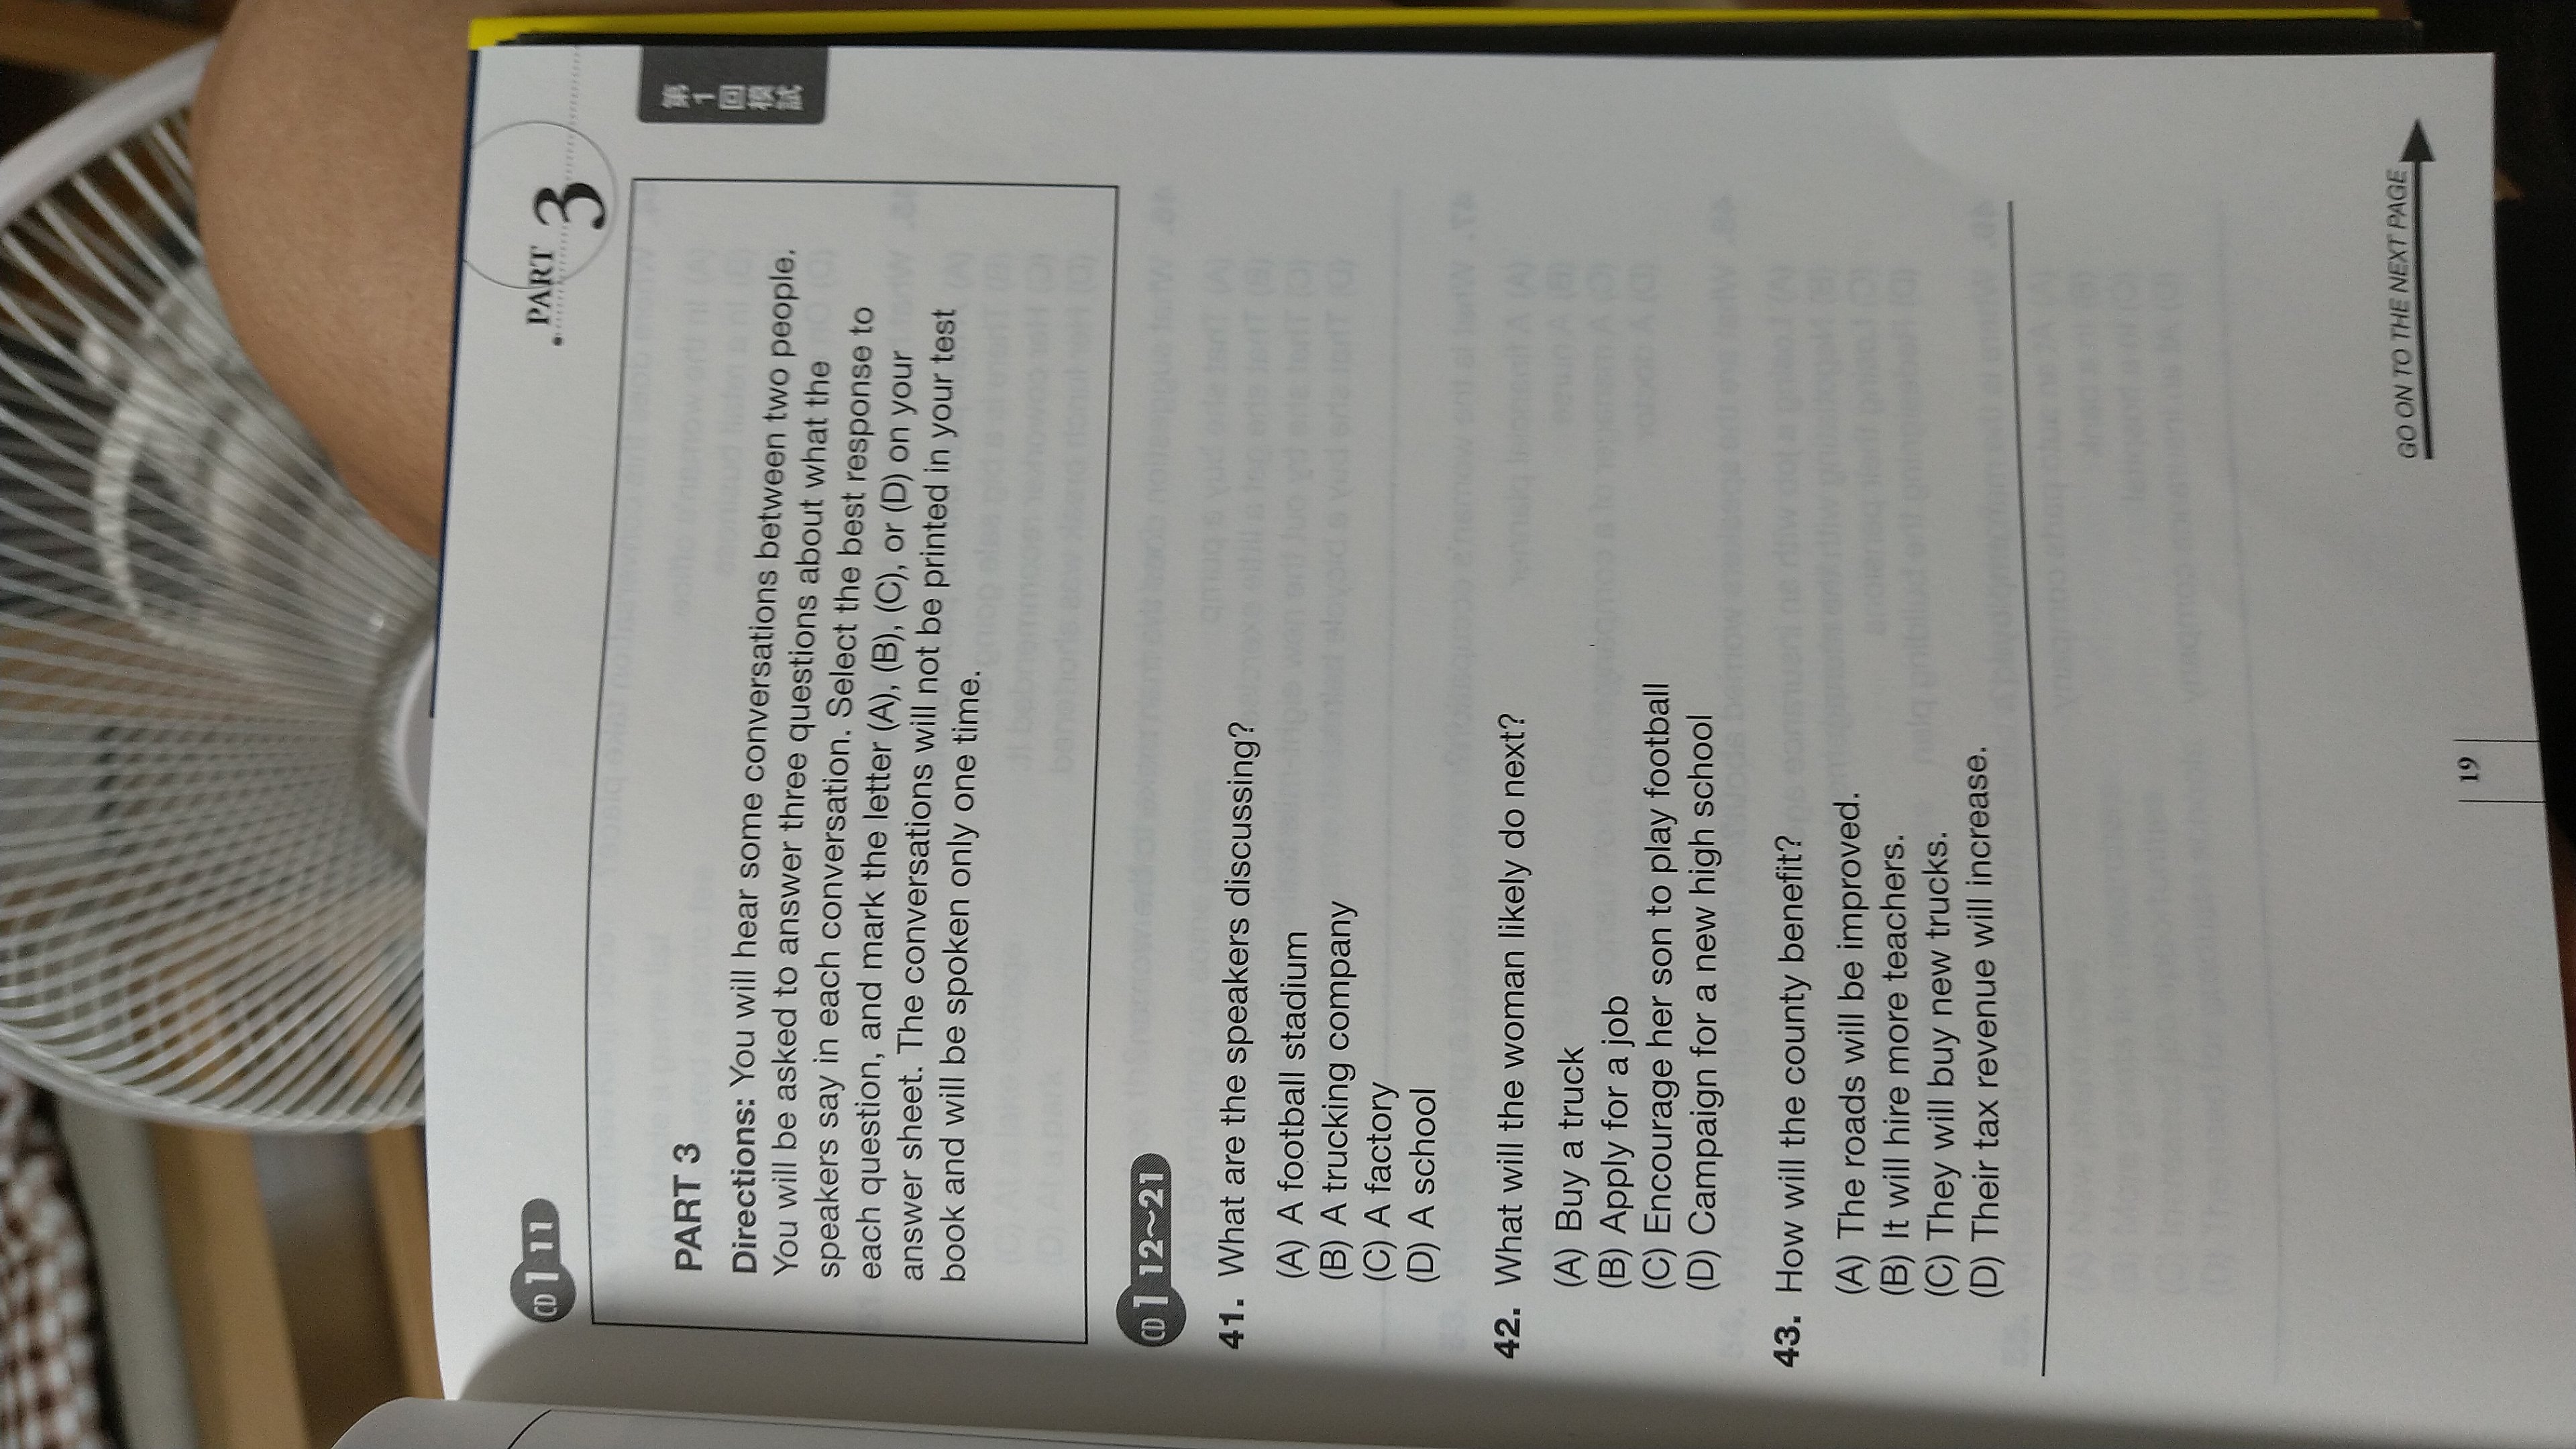 CD 1 11
PART 3
第1回模試
PART 3
Directions: You will hear some conversations between two people.
You will be asked to answer three questions about what the
speakers say in each conversation. Select the best response to
each question, and mark the letter (A), (B), (C), or (D) on your
answer sheet. The conversations will not be printed in your test
book and will be spoken only one time.
CD 1 12~21
41. What are the speakers discussing?
(A) A football stadium
(B) A trucking company
(C) A factory
(D) A school
42. What will the woman likely do next?
(A) Buy a truck
(B) Apply for a job
(C) Encourage her son to play football
(D) Campaign for a new high school
43. How will the county benefit?
(A) The roads will be improved.
(B) It will hire more teachers.
(C) They will buy new trucks.
(D) Their tax revenue will increase.
GO ON TO THE NEXT PAGE
19